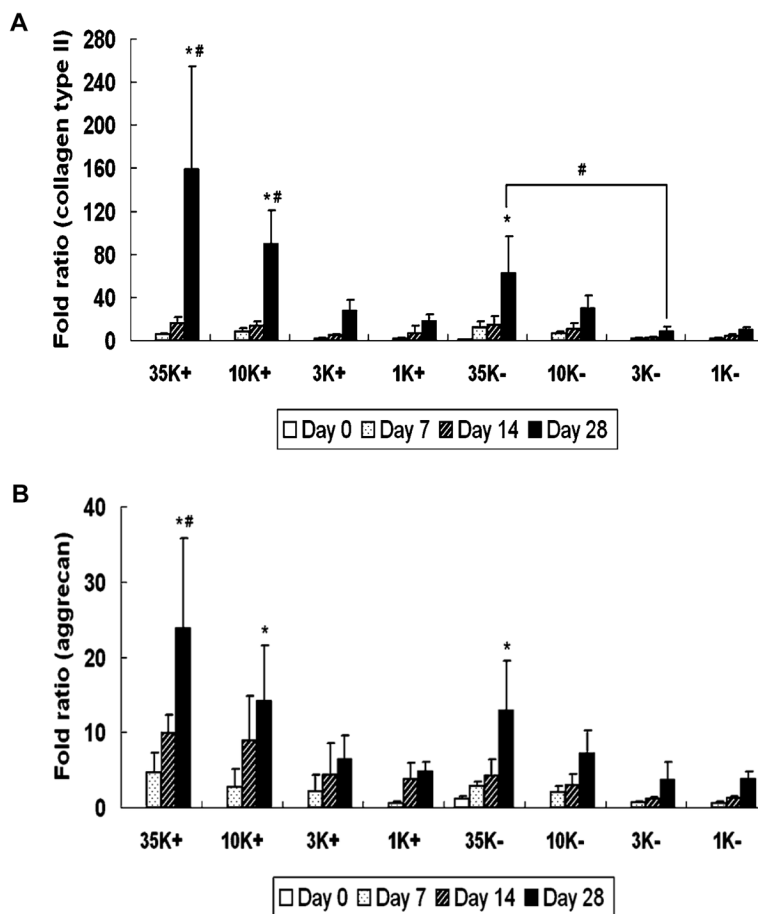 A
Fold ratio (collagen type II)
280
240
200
160
120
80
40
0
*#
*#
*
#
35K+ 10K+ 3K+ 1K+ 35K- 10K- 3K- 1K-
Day 0 Day 7 Day 14 Day 28
B
Fold ratio (aggrecan)
40
30
20
10
0
*#
*
*
35K+ 10K+ 3K+ 1K+ 35K- 10K- 3K- 1K-
Day 0 Day 7 Day 14 Day 28